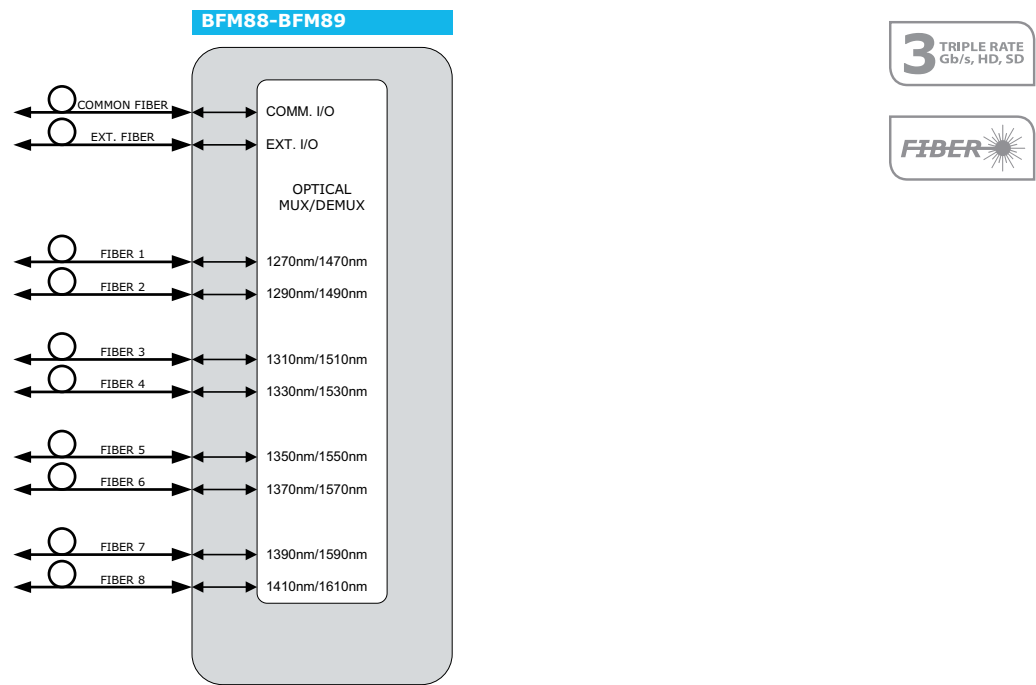 BFM88-BFM89
3 TRIPLE RATE
Gb/s, HD, SD
FIBER
COMMON FIBER
COMM. I/O
EXT. FIBER
EXT. I/O
OPTICAL
MUX/DEMUX
FIBER 1
1270nm/1470nm
FIBER 2
1290nm/1490nm
FIBER 3
1310nm/1510nm
FIBER 4
1330nm/1530nm
FIBER 5
1350nm/1550nm
FIBER 6
1370nm/1570nm
FIBER 7
1390nm/1590nm
FIBER 8
1410nm/1610nm